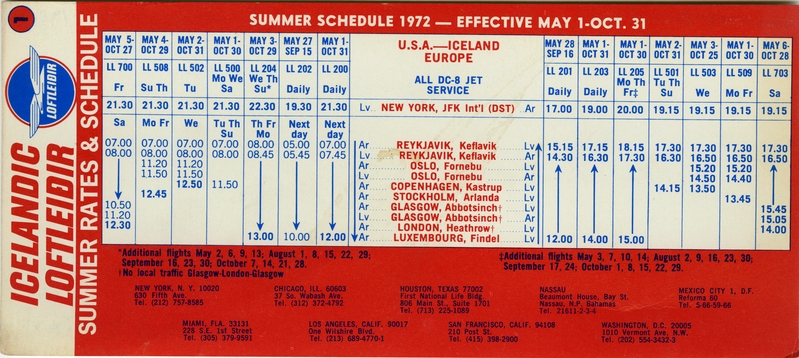 1
ICELANDIC
LOFTLEIDIR
LOFTLEIDIR
SUMMER RATES & SCHEDULE
SUMMER SCHEDULE 1972 — EFFECTIVE MAY 1-OCT. 31
MAY 5- MAY 4- MAY 2- MAY 1- MAY 3- MAY 27 MAY 1- U.S.A.—ICELAND MAY 28 MAY 1- MAY 1- MAY 2- MAY 3- MAY 1- MAY 6-
OCT 27 OCT 29 OCT 31 OCT 30 OCT 29 SEP 15 OCT 31 EUROPE SEP 16 OCT 31 OCT 31 OCT 31 OCT 25 OCT 30 OCT 28
LL 700 LL 508 LL 502 LL 500 LL 204 LL 202 LL 200 ALL DC-8 JET LL 201 LL 203 LL 205 LL 501 LL 503 LL 509 LL 703
Fr Su Th Tu Mo We Sa We Th Su* Daily Daily SERVICE Daily Daily Mo Th Fr‡ Tu Th Su We Mo Fr Sa
21.30 21.30 21.30 21.30 22.30 19.30 21.30 Lv NEW YORK, JFK Int'l (DST) Ar 17.00 19.00 20.00 19.15 19.15 19.15 19.15
Sa Mo Fr We Tu Th Su Th Fr Mo Next day Next day
07.00 07.00 07.00 07.00 07.45 05.00 07.00 Ar REYKJAVIK, Keflavik Lv 15.15 17.15 18.15 17.30 17.30 17.30 17.30
08.00 08.00 08.00 08.00 08.45 05.45 07.45 Lv REYKJAVIK, Keflavik Ar 14.30 16.30 17.30 16.30 16.50 16.50 16.50
11.20 11.20 Ar OSLO, Fornebu Lv 15.20 15.20
11.50 11.50 Lv OSLO, Fornebu Ar 14.50 14.40
12.50 11.50 Ar COPENHAGEN, Kastrup Lv 14.15 13.50
12.45 Ar STOCKHOLM, Arlanda Lv 13.45
10.50 Ar GLASGOW, Abbotsinch† Lv 15.45
11.20 Lv GLASGOW, Abbotsinch† Ar 15.05
12.30 Ar LONDON, Heathrow† Lv 14.00
13.00 10.00 12.00 Ar LUXEMBOURG, Findel Lv 12.00 14.00 15.00
*Additional flights May 2, 6, 9, 13; August 1, 8, 15, 22, 29;
September 16, 23, 30; October 7, 14, 21, 28.
†No local traffic Glasgow-London-Glasgow
‡Additional flights May 3, 7, 10, 14; August 2, 9, 16, 23, 30;
September 17, 24; October 1, 8, 15, 22, 29.
NEW YORK, N. Y. 10020
630 Fifth Ave.
Tel. (212) 757-8585
CHICAGO, ILL. 60603
37 So. Wabash Ave.
Tel. (312) 372-4792
HOUSTON, TEXAS 77002
First National Life Bldg.
806 Main St., Suite 1701
Tel. (713) 225-1089
NASSAU
Beaumont House, Bay St.
Nassau, N.P. Bahamas
Tel. 21611-2-3-4
MEXICO CITY 1, D.F.
Reforma 60
Tel. 5-66-59-66
MIAMI, FLA. 33131
228 S.E. 1st Street
Tel. (305) 379-9591
LOS ANGELES, CALIF. 90017
One Wilshire Blvd.
Tel. (213) 689-4770-1
SAN FRANCISCO, CALIF. 94108
210 Post St.
Tel. (415) 398-2900
WASHINGTON, D.C. 20005
1010 Vermont Ave. N.W.
Tel. (202) 554-3432-3